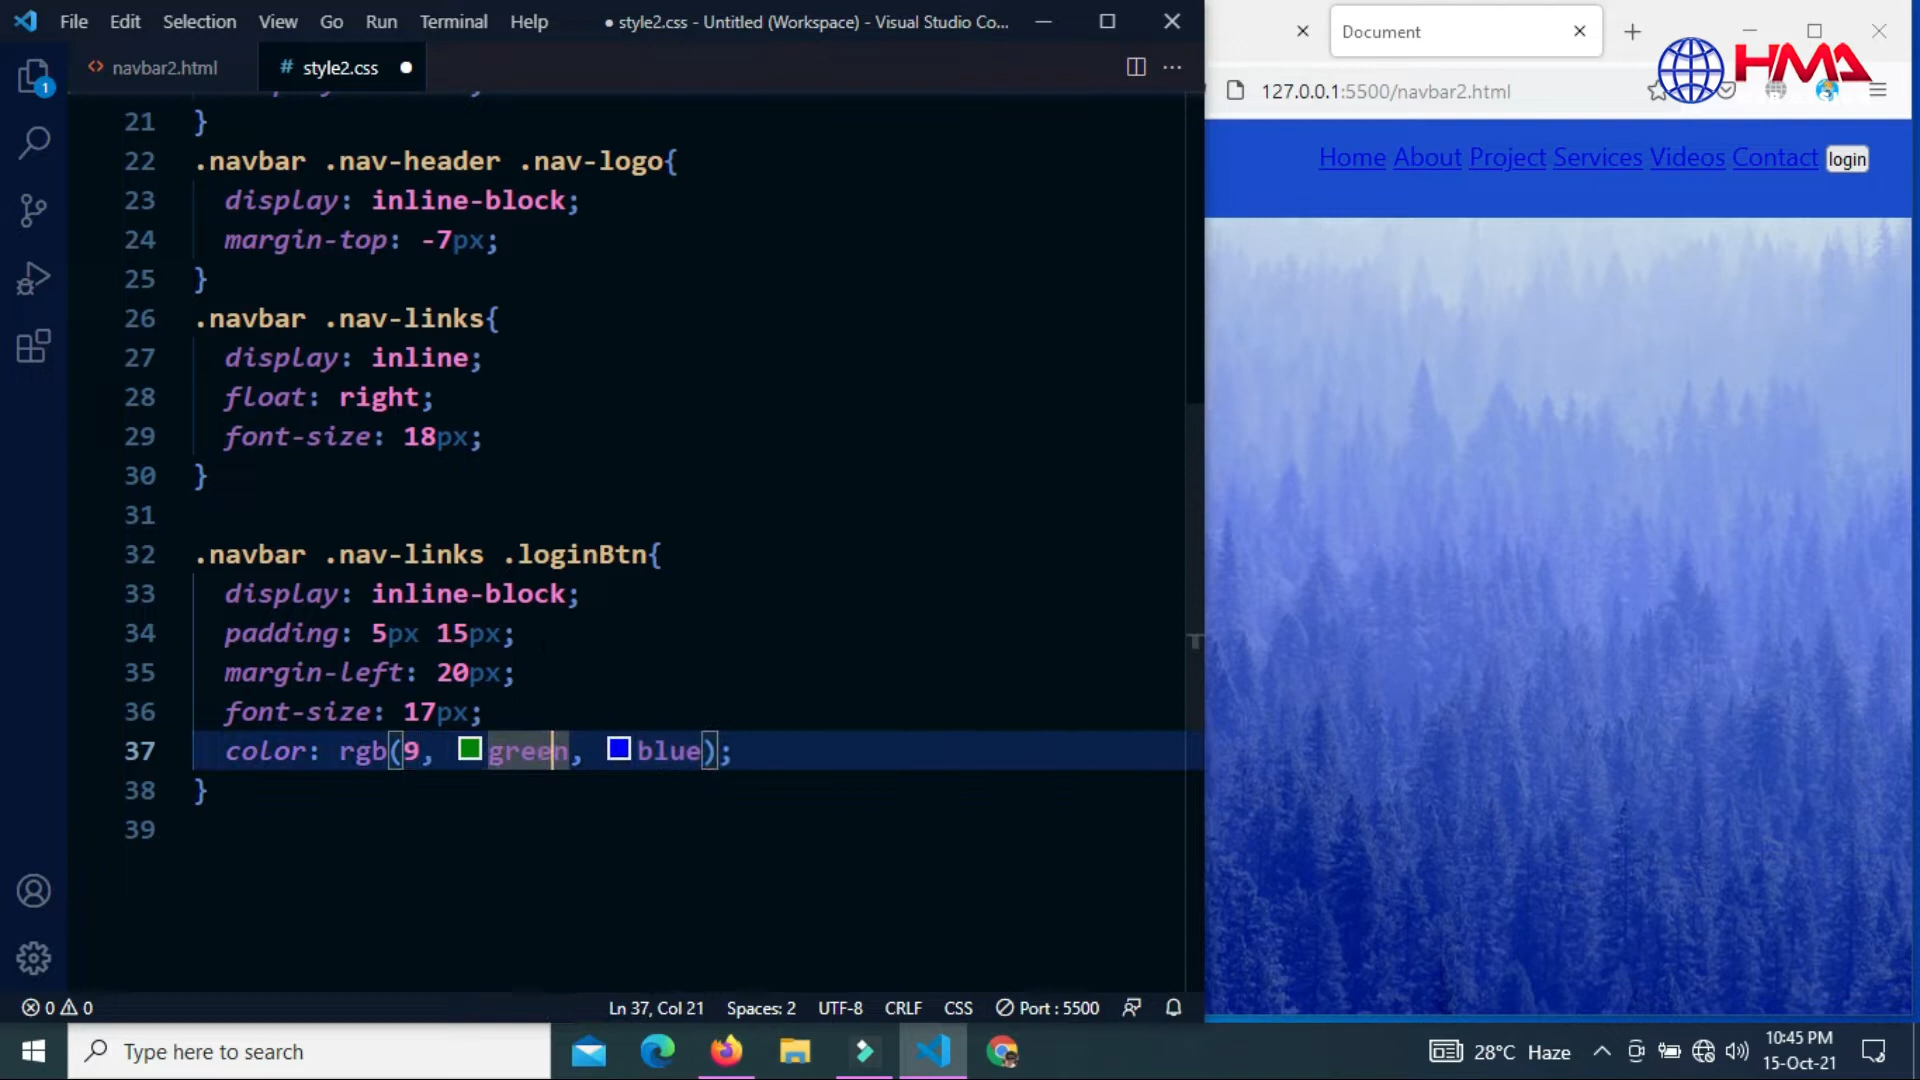 File Edit Selection View Go Run Terminal Help ● style2.css - Untitled (Workspace) - Visual Studio Co...
Document
HMA
<> navbar2.html # style2.css ●
127.0.0.1:5500/navbar2.html
Home About Project Services Videos Contact login
1
21 }
22 .navbar .nav-header .nav-logo{
23 display: inline-block;
24 margin-top: -7px;
25 }
26 .navbar .nav-links{
27 display: inline;
28 float: right;
29 font-size: 18px;
30 }
31
32 .navbar .nav-links .loginBtn{
33 display: inline-block;
34 padding: 5px 15px;
35 margin-left: 20px;
36 font-size: 17px;
37 color: rgb(9, green, blue);
38 }
39
0 0 Ln 37, Col 21 Spaces: 2 UTF-8 CRLF CSS Port : 5500
Type here to search
28°C Haze
10:45 PM
15-Oct-21